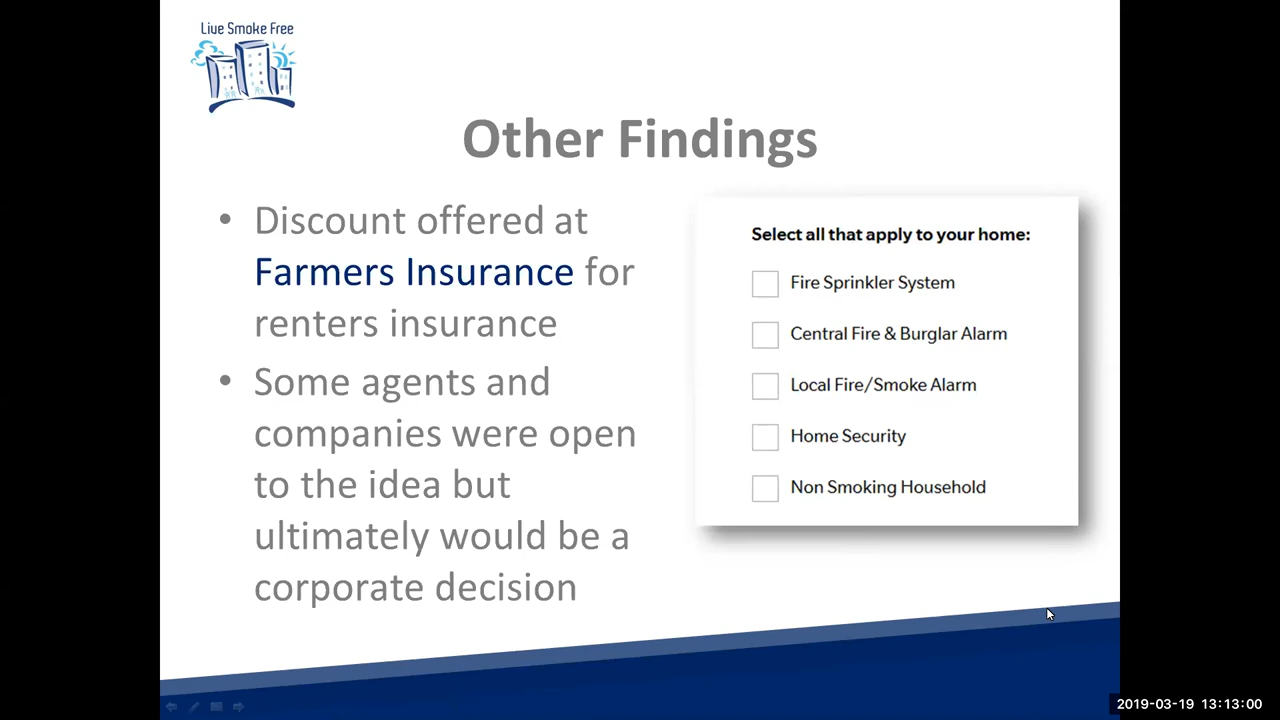 Live Smoke Free
Other Findings
• Discount offered at
Farmers Insurance for
renters insurance
• Some agents and
companies were open
to the idea but
ultimately would be a
corporate decision
Select all that apply to your home:
Fire Sprinkler System
Central Fire & Burglar Alarm
Local Fire/Smoke Alarm
Home Security
Non Smoking Household
2019-03-19 13:13:00